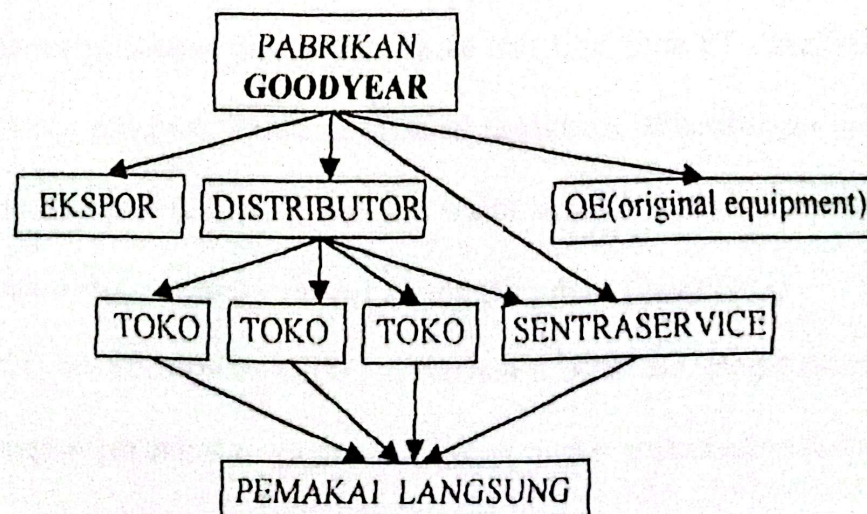 PABRIKAN
GOODYEAR
EKSPOR
DISTRIBUTOR
OE(original equipment)
TOKO
TOKO
TOKO
SENTRASERVICE
PEMAKAI LANGSUNG